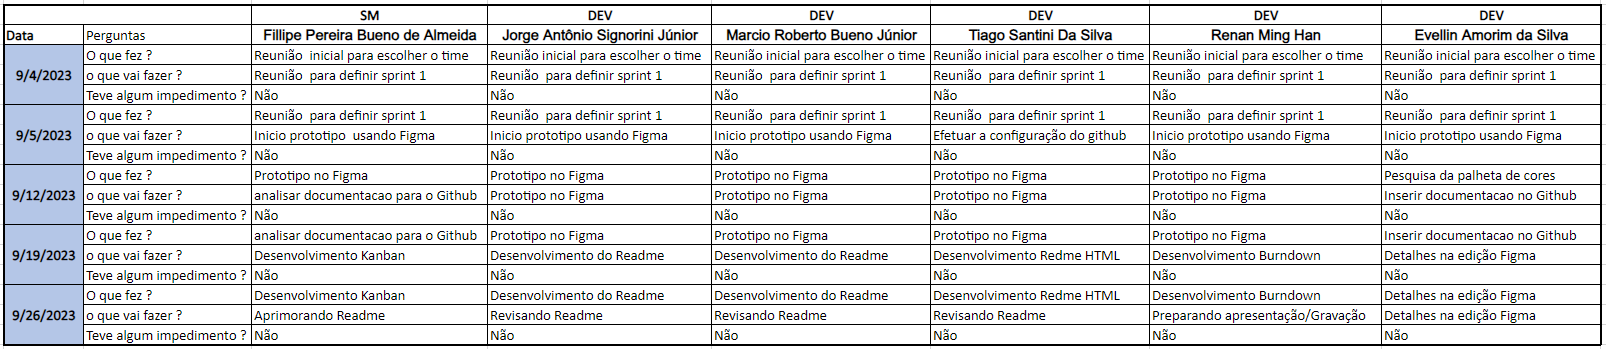 SM DEV DEV DEV DEV DEV
Data Perguntas Fillipe Pereira Bueno de Almeida Jorge Antônio Signorini Júnior Marcio Roberto Bueno Júnior Tiago Santini Da Silva Renan Ming Han Evellin Amorim da Silva
O que fez ? Reunião  inicial para escolher o time Reunião inicial para escolher o time Reunião inicial para escolher o time Reunião inicial para escolher o time Reunião inicial para escolher o time Reunião inicial para escolher o time
9/4/2023 o que vai fazer ? Reunião  para definir sprint 1 Reunião  para definir sprint 1 Reunião  para definir sprint 1 Reunião  para definir sprint 1 Reunião  para definir sprint 1 Reunião  para definir sprint 1
Teve algum impedimento ? Não Não Não Não Não Não
O que fez ? Reunião  para definir sprint 1 Reunião  para definir sprint 1 Reunião  para definir sprint 1 Reunião  para definir sprint 1 Reunião  para definir sprint 1 Reunião  para definir sprint 1
9/5/2023 o que vai fazer ? Inicio prototipo  usando Figma Inicio prototipo usando Figma Inicio prototipo usando Figma Efetuar a configuração do github Inicio prototipo usando Figma Inicio prototipo usando Figma
Teve algum impedimento ? Não Não Não Não Não Não
O que fez ? Prototipo no Figma Prototipo no Figma Prototipo no Figma Prototipo no Figma Prototipo no Figma Pesquisa da palheta de cores
9/12/2023 o que vai fazer ? analisar documentacao para o Github Prototipo no Figma Prototipo no Figma Prototipo no Figma Prototipo no Figma Inserir documentacao no Github
Teve algum impedimento ? Não Não Não Não Não Não
O que fez ? analisar documentacao para o Github Prototipo no Figma Prototipo no Figma Prototipo no Figma Prototipo no Figma Inserir documentacao no Github
9/19/2023 o que vai fazer ? Desenvolvimento Kanban Desenvolvimento do Readme Desenvolvimento do Readme Desenvolvimento Redme HTML Desenvolvimento Burndown Detalhes na edição Figma
Teve algum impedimento ? Não Não Não Não Não Não
O que fez ? Desenvolvimento Kanban Desenvolvimento do Readme Desenvolvimento do Readme Desenvolvimento Redme HTML Desenvolvimento Burndown Detalhes na edição Figma
9/26/2023 o que vai fazer ? Aprimorando Readme Revisando Readme Revisando Readme Revisando Readme Preparando apresentação/Gravação Detalhes na edição Figma
Teve algum impedimento ? Não Não Não Não Não Não